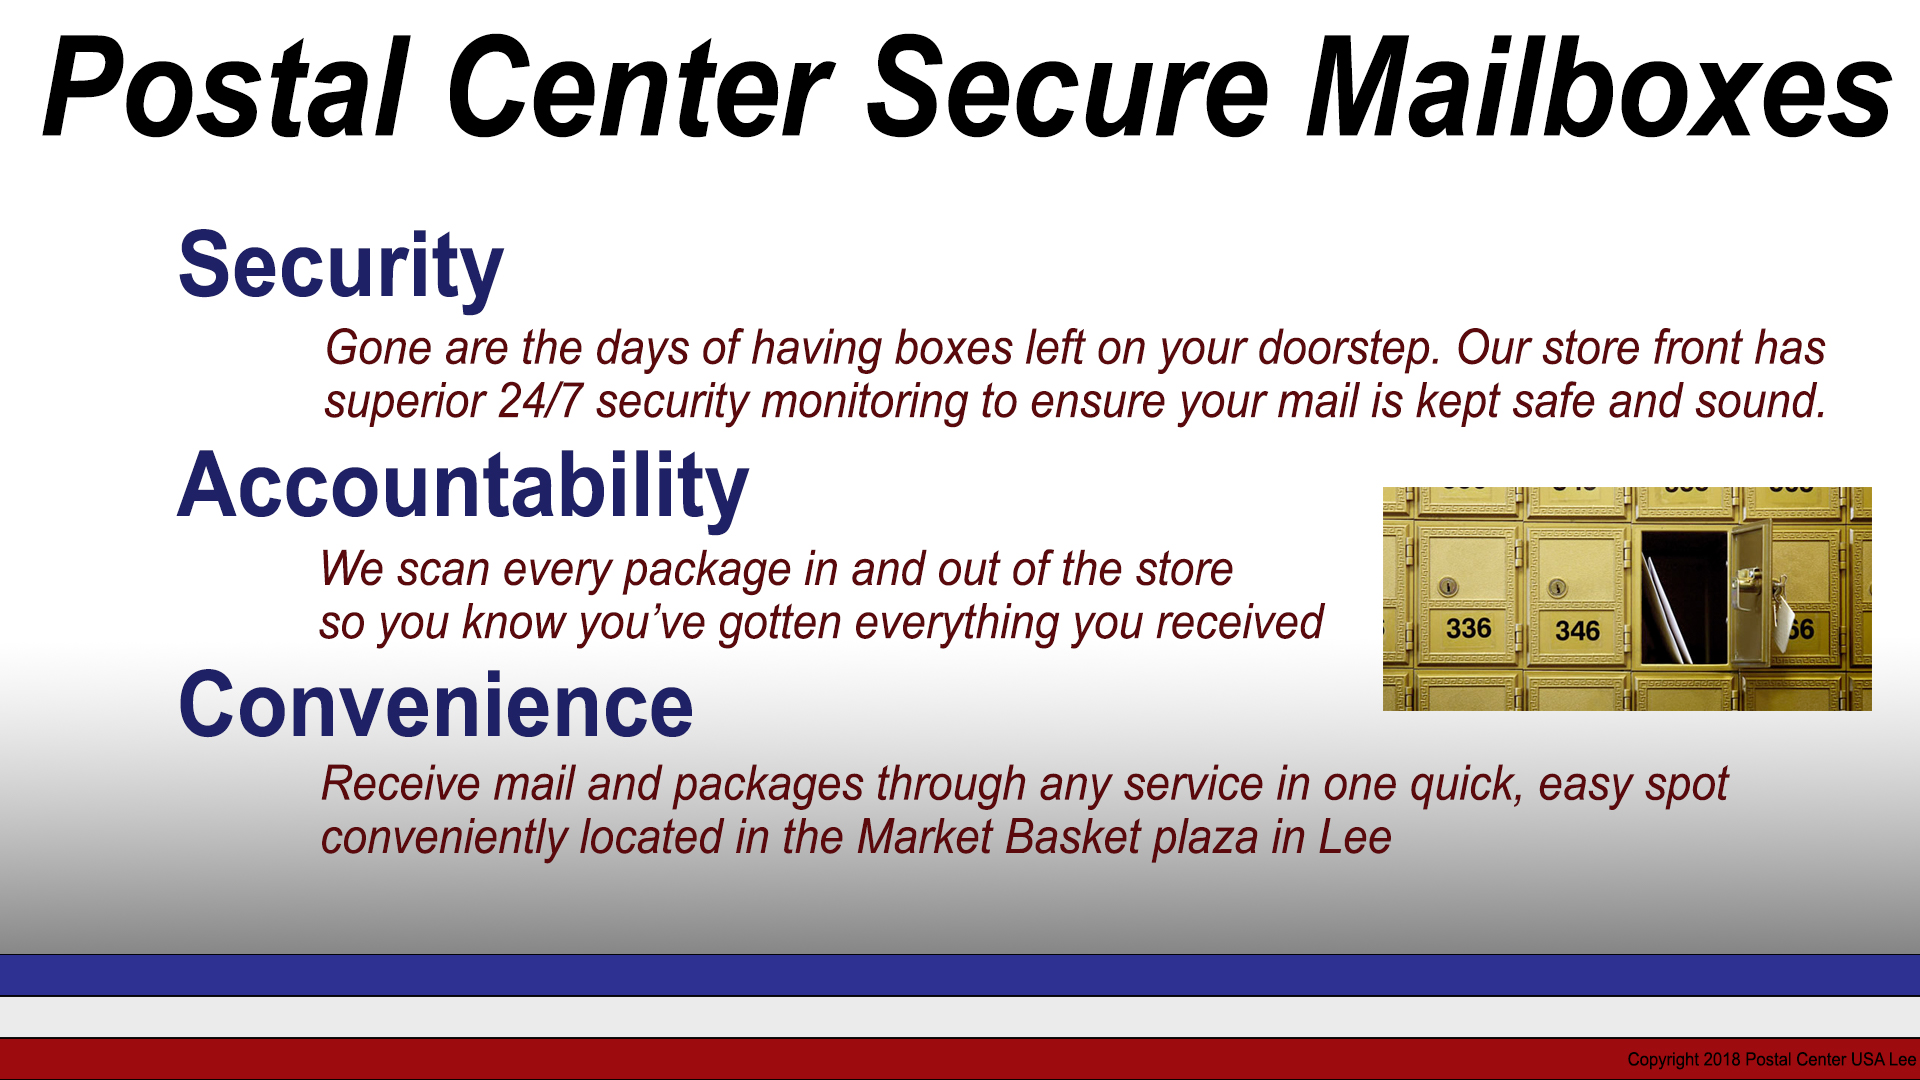 Postal Center Secure Mailboxes
Security
Gone are the days of having boxes left on your doorstep. Our store front has
superior 24/7 security monitoring to ensure your mail is kept safe and sound.
Accountability
We scan every package in and out of the store
so you know you’ve gotten everything you received
336
346
Convenience
Receive mail and packages through any service in one quick, easy spot
conveniently located in the Market Basket plaza in Lee
Copyright 2018 Postal Center USA Lee